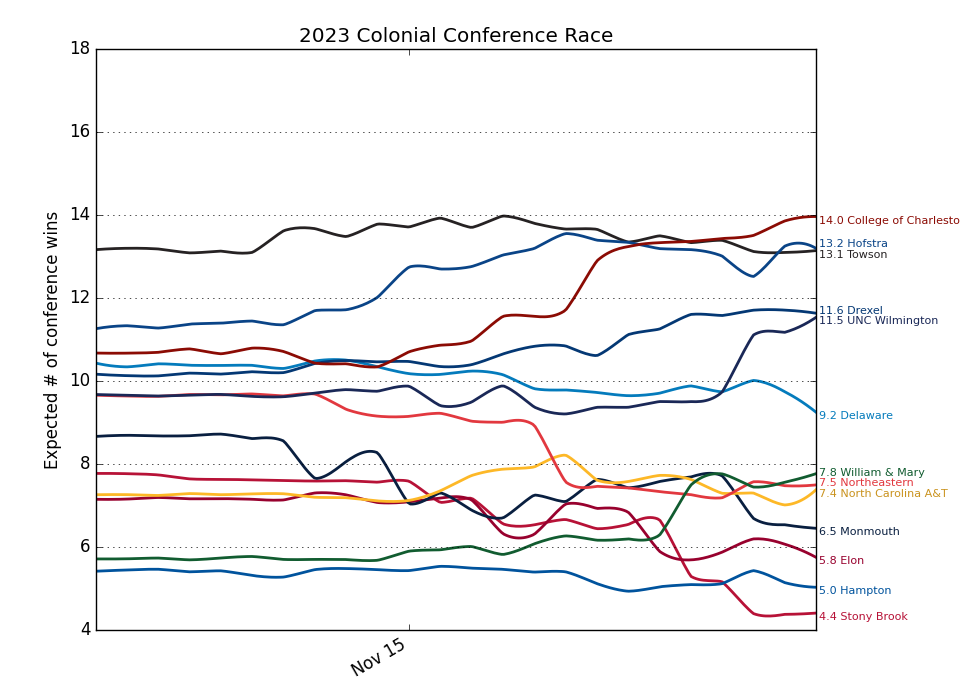 2023 Colonial Conference Race
Expected # of conference wins
18
16
14
12
10
8
6
4
Nov 15
14.0 College of Charlesto
13.2 Hofstra
13.1 Towson
11.6 Drexel
11.5 UNC Wilmington
9.2 Delaware
7.8 William & Mary
7.5 Northeastern
7.4 North Carolina A&T
6.5 Monmouth
5.8 Elon
5.0 Hampton
4.4 Stony Brook